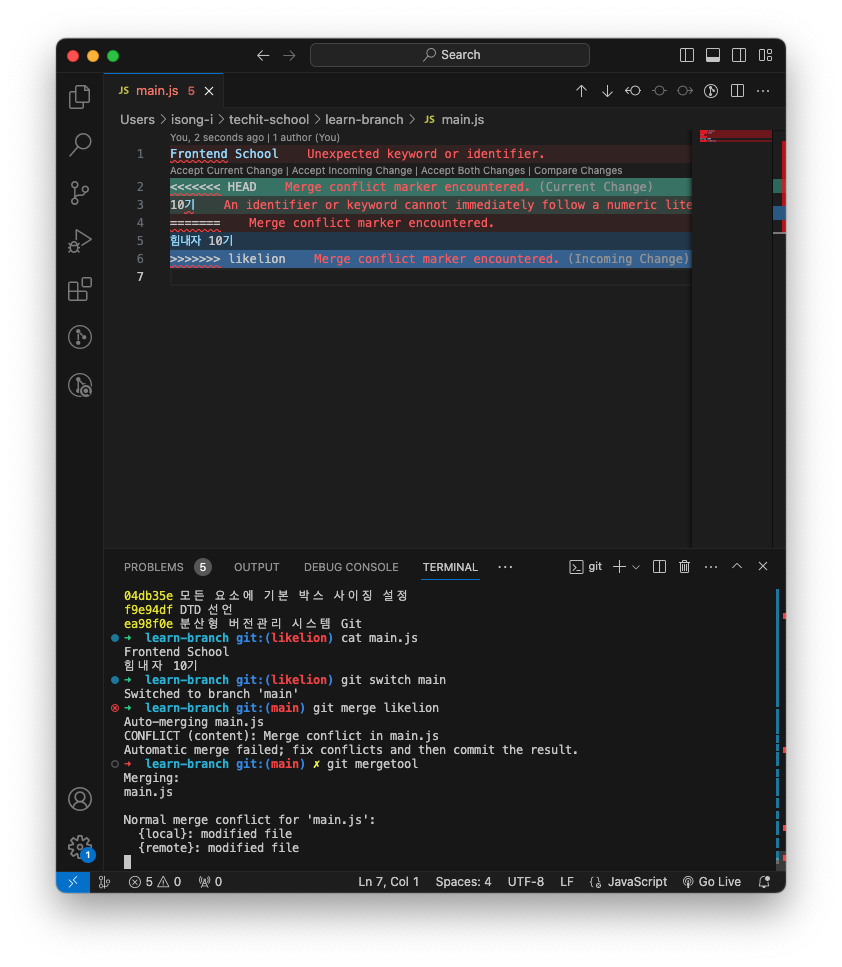 Search
JS main.js 5
Users > isong-i > techit-school > learn-branch > JS main.js
You, 2 seconds ago | 1 author (You)
1 Frontend School Unexpected keyword or identifier.
Accept Current Change | Accept Incoming Change | Accept Both Changes | Compare Changes
2 <<<<<<< HEAD Merge conflict marker encountered. (Current Change)
3 10기 An identifier or keyword cannot immediately follow a numeric lite
4 ======= Merge conflict marker encountered.
5 힘내자 10기
6 >>>>>>> likelion Merge conflict marker encountered. (Incoming Change)
7
PROBLEMS 5 OUTPUT DEBUG CONSOLE TERMINAL ··· git ···
04db35e 모든 요소에 기본 박스 사이징 설정
f9e94df DTD 선언
ea98f0e 분산형 버전관리 시스템 Git
➜ learn-branch git:(likelion) cat main.js
Frontend School
힘내자 10기
➜ learn-branch git:(likelion) git switch main
Switched to branch 'main'
➜ learn-branch git:(main) git merge likelion
Auto-merging main.js
CONFLICT (content): Merge conflict in main.js
Automatic merge failed; fix conflicts and then commit the result.
➜ learn-branch git:(main) ✗ git mergetool
Merging:
main.js
Normal merge conflict for 'main.js':
{local}: modified file
{remote}: modified file
1
5 0 0 Ln 7, Col 1 Spaces: 4 UTF-8 LF JavaScript Go Live